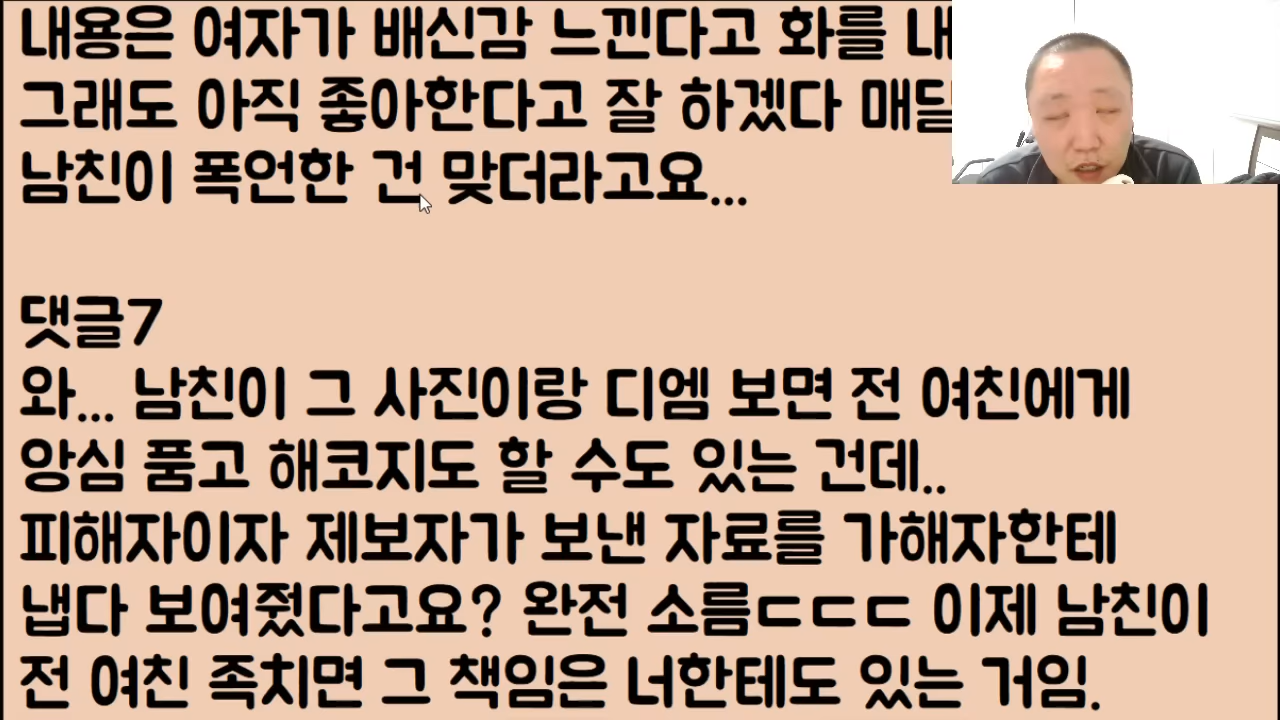 내용은 여자가 배신감 느낀다고 화를 내
그래도 아직 좋아한다고 잘 하겠다 매달
남친이 폭언한 건 맞더라고요...
댓글7
와... 남친이 그 사진이랑 디엠 보면 전 여친에게
앙심 품고 해코지도 할 수도 있는 건데..
피해자이자 제보자가 보낸 자료를 가해자한테
냅다 보여줬다고요? 완전 소름ㄷㄷㄷ 이제 남친이
전 여친 족치면 그 책임은 너한테도 있는 거임.